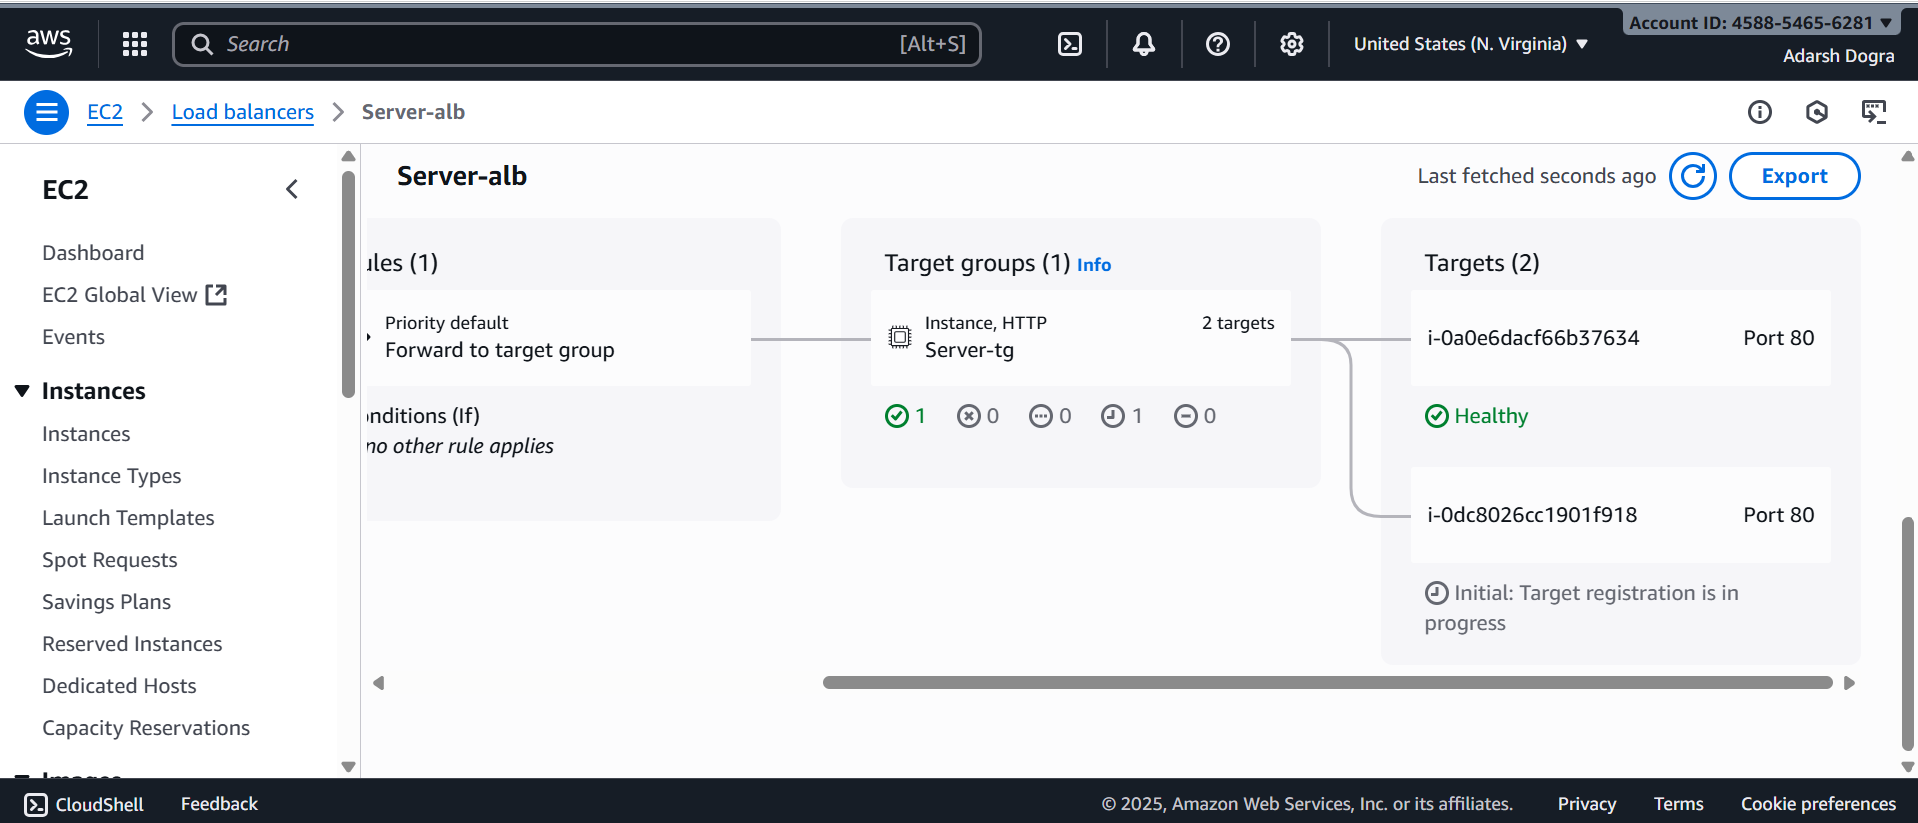 aws
Search
[Alt+S]
United States (N. Virginia)
Account ID: 4588-5465-6281
Adarsh Dogra
EC2
Load balancers
Server-alb
EC2
Dashboard
EC2 Global View
Events
Instances
Instances
Instance Types
Launch Templates
Spot Requests
Savings Plans
Reserved Instances
Dedicated Hosts
Capacity Reservations
Images
Server-alb
Last fetched seconds ago
Export
ules (1)
Priority default
Forward to target group
nditions (If)
no other rule applies
Target groups (1) Info
Instance, HTTP
2 targets
Server-tg
1 0 0 1 0
Targets (2)
i-0a0e6dacf66b37634 Port 80
Healthy
i-0dc8026cc1901f918 Port 80
Initial: Target registration is in
progress
CloudShell
Feedback
© 2025, Amazon Web Services, Inc. or its affiliates.
Privacy
Terms
Cookie preferences